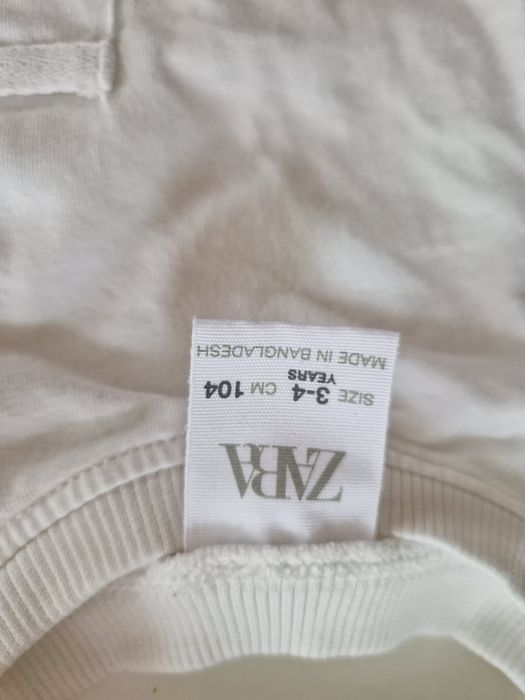 ZARA
SIZE 3-4 CM 104
YEARS
MADE IN BANGLADESH